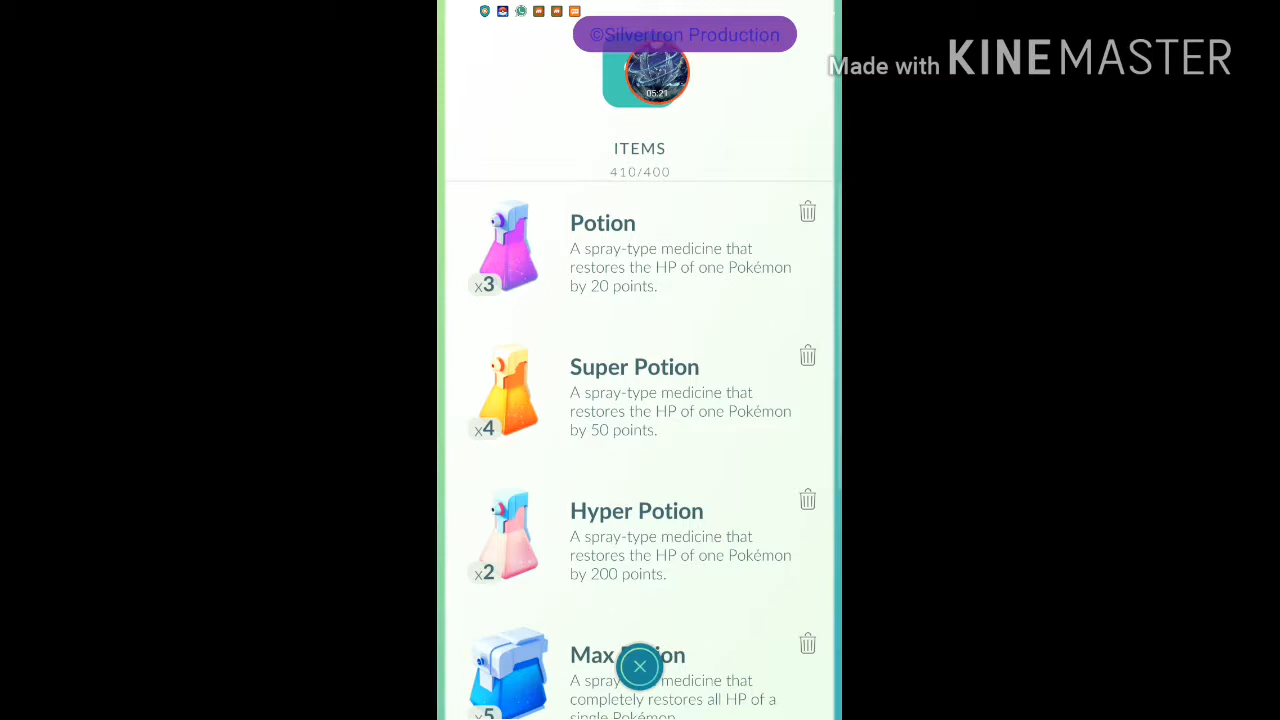 ©Silvertron Production
Made with KINEMASTER
05:21
ITEMS
410/400
Potion
A spray-type medicine that
restores the HP of one Pokémon
by 20 points.
x3
Super Potion
A spray-type medicine that
restores the HP of one Pokémon
by 50 points.
x4
Hyper Potion
A spray-type medicine that
restores the HP of one Pokémon
by 200 points.
x2
Max
A spray medicine that
completely restores all HP of a
single Pokémon.
x5